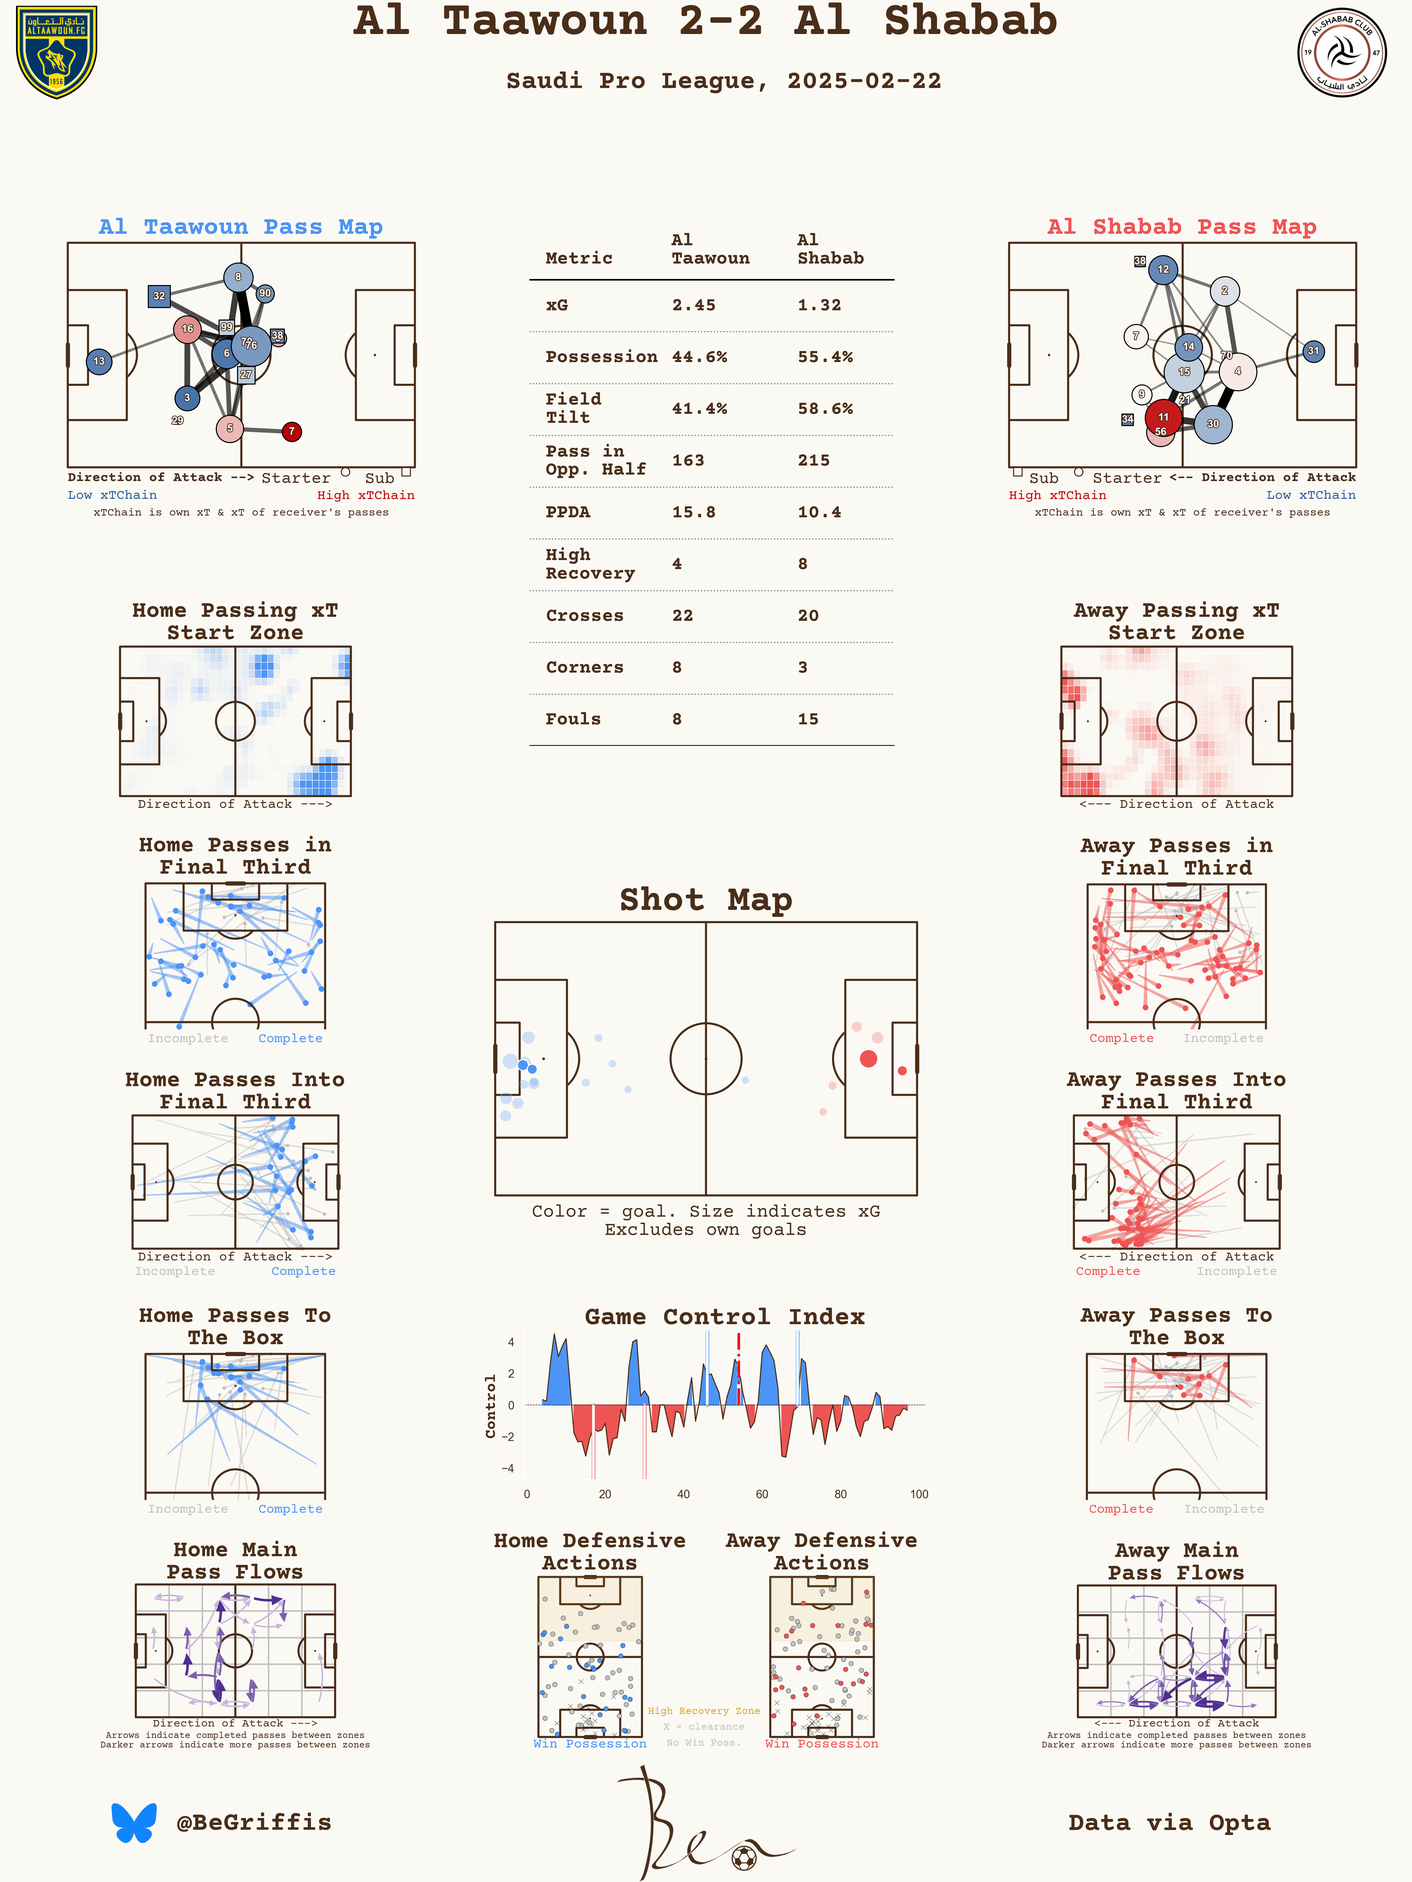 Al Taawoun 2-2 Al Shabab
Saudi Pro League, 2025-02-22
نادي التعاون
ALTAAWOUN.FC
1956
AL-SHABAB CLUB
19 47
نادي الشباب
Al Taawoun Pass Map
8
32
90
16
99
38
76
6
13
27
3
29
5
7
Direction of Attack --> Starter Sub
Low xTChain High xTChain
xTChain is own xT & xT of receiver's passes
Metric Al Taawoun Al Shabab
xG 2.45 1.32
Possession 44.6% 55.4%
Field Tilt 41.4% 58.6%
Pass in Opp. Half 163 215
PPDA 15.8 10.4
High Recovery 4 8
Crosses 22 20
Corners 8 3
Fouls 8 15
Al Shabab Pass Map
38
12
2
7
14
70
31
15
4
9
21
34
11
30
56
Sub Starter <-- Direction of Attack
High xTChain Low xTChain
xTChain is own xT & xT of receiver's passes
Home Passing xT
Start Zone
Direction of Attack --->
Away Passing xT
Start Zone
<--- Direction of Attack
Home Passes in
Final Third
Incomplete Complete
Away Passes in
Final Third
Complete Incomplete
Shot Map
Color = goal. Size indicates xG
Excludes own goals
Home Passes Into
Final Third
Direction of Attack --->
Incomplete Complete
Away Passes Into
Final Third
<--- Direction of Attack
Complete Incomplete
Home Passes To
The Box
Incomplete Complete
Game Control Index
Control
4
2
0
−2
−4
0 20 40 60 80 100
Away Passes To
The Box
Complete Incomplete
Home Main
Pass Flows
Direction of Attack --->
Arrows indicate completed passes between zones
Darker arrows indicate more passes between zones
Home Defensive
Actions
Win Possession
Away Defensive
Actions
Win Possession
High Recovery Zone
X = clearance
No Win Poss.
Away Main
Pass Flows
<--- Direction of Attack
Arrows indicate completed passes between zones
Darker arrows indicate more passes between zones
@BeGriffis
Ben
Data via Opta